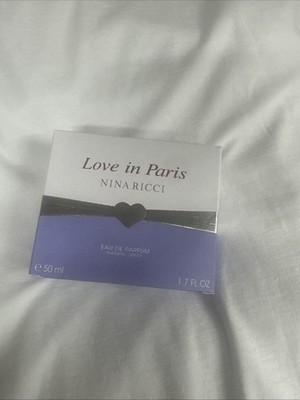 Love in Paris
NINA RICCI
EAU DE PARFUM
e 50 ml
1.7 FL.OZ